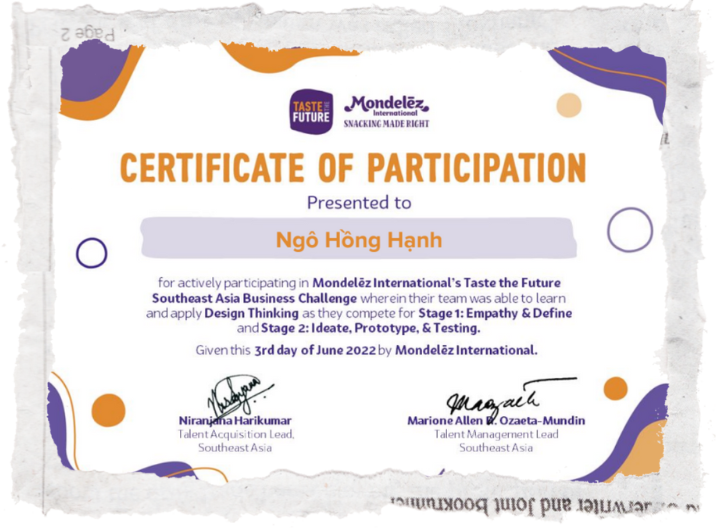 Page 2
TASTE THE
FUTURE
Mondelēz
International
SNACKING MADE RIGHT
CERTIFICATE OF PARTICIPATION
Presented to
Ngô Hồng Hạnh
for actively participating in Mondelēz International's Taste the Future
Southeast Asia Business Challenge wherein their team was able to learn
and apply Design Thinking as they compete for Stage 1: Empathy & Define
and Stage 2: Ideate, Prototype, & Testing.
Given this 3rd day of June 2022 by Mondelēz International.
Niranjana Harikumar
Talent Acquisition Lead,
Southeast Asia
Marione Allen R. Ozaeta-Mundin
Talent Management Lead
Southeast Asia
and Joint Bookrunner